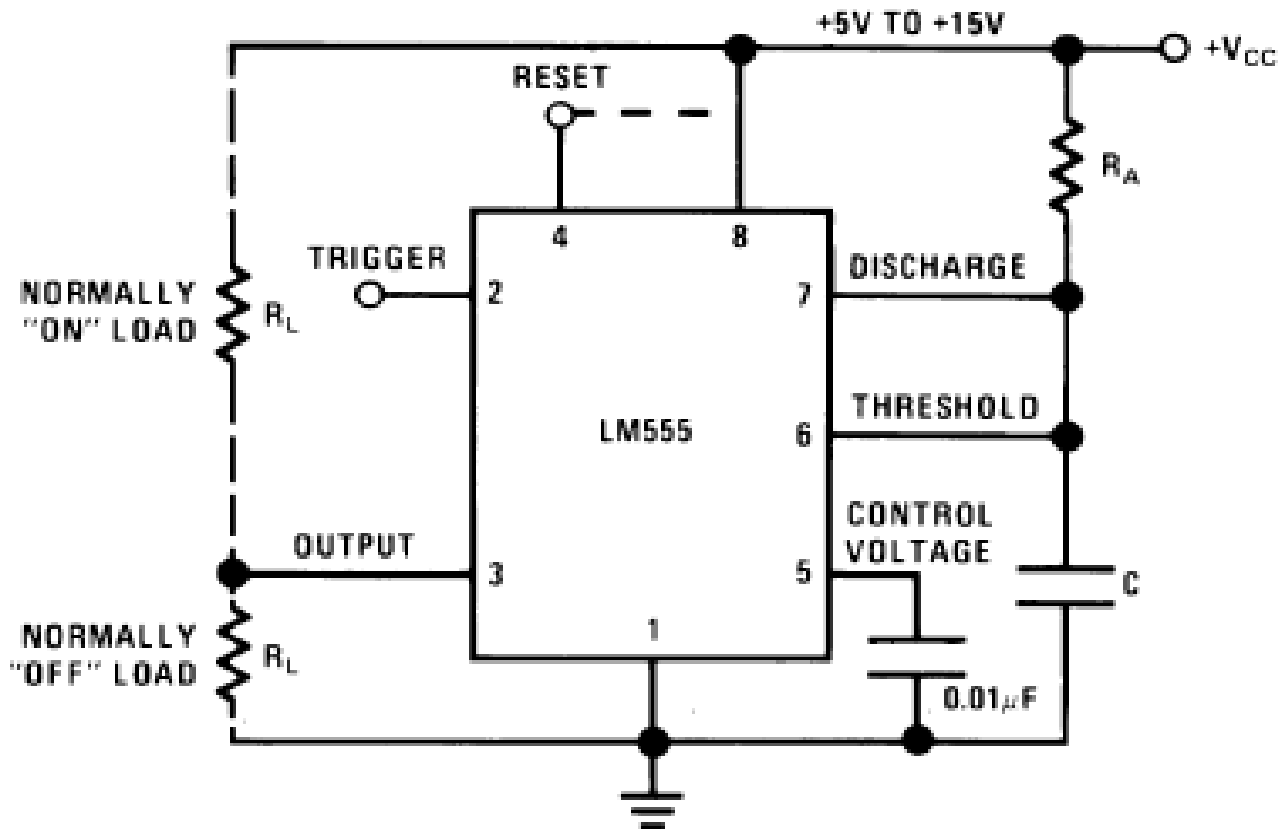 +5V TO +15V
+VCC
RESET
RA
4
8
TRIGGER
DISCHARGE
2
7
NORMALLY
"ON" LOAD
RL
THRESHOLD
LM555
6
CONTROL
VOLTAGE
OUTPUT
3
5
C
NORMALLY
"OFF" LOAD
RL
1
0.01μF